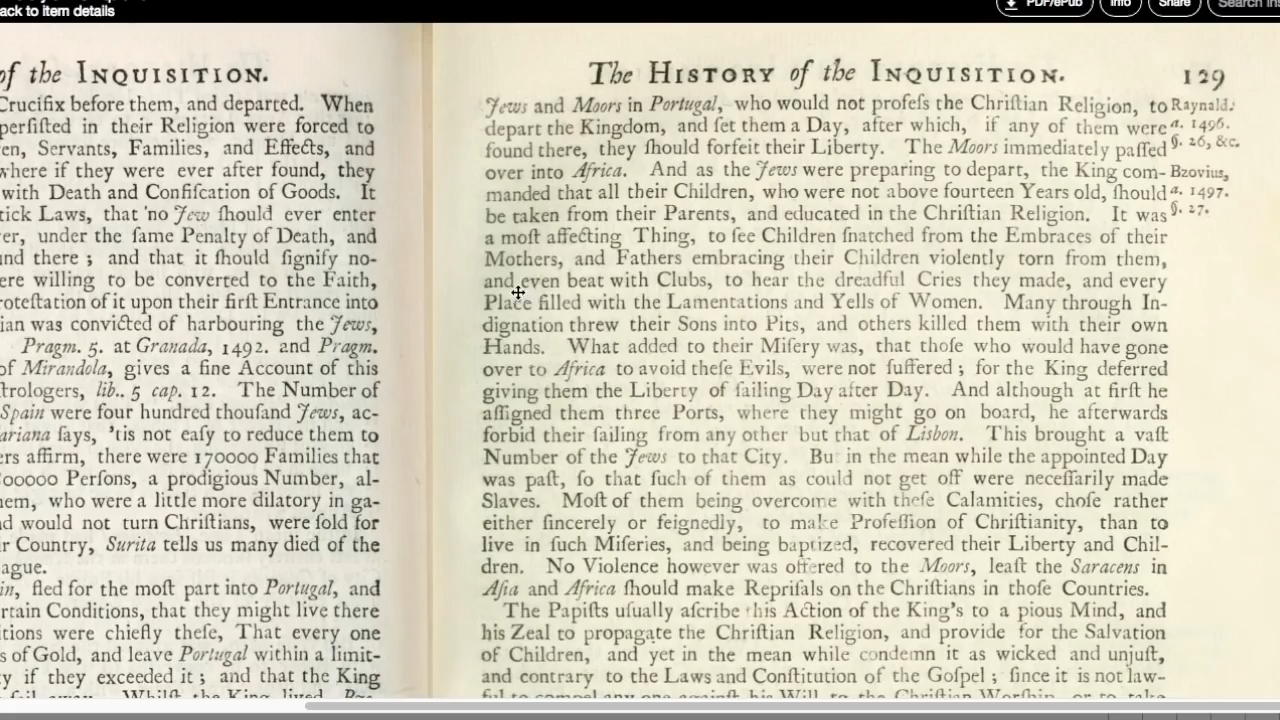 ack to item details
PDF/ePub
Info
Share
Search ins
of the INQUISITION.
Crucifix before them, and departed. When
perſiſted in their Religion were forced to
en, Servants, Families, and Effects, and
where if they were ever after found, they
with Death and Confiſcation of Goods. It
tick Laws, that no Jew ſhould ever enter
er, under the ſame Penalty of Death, and
und there ; and that it ſhould ſignify no-
ere willing to be converted to the Faith,
roteſtation of it upon their firſt Entrance into
ian was convicted of harbouring the Jews,
Pragm. 5. at Granada, 1492. and Pragm.
of Mirandola, gives a fine Account of this
ſtrologers, lib.. 5 cap. 12. The Number of
Spain were four hundred thouſand Jews, ac-
ariana ſays, 'tis not eaſy to reduce them to
ers affirm, there were 170000 Families that
00000 Perſons, a prodigious Number, al-
hem, who were a little more dilatory in ga-
nd would not turn Chriſtians, were ſold for
ir Country, Surita tells us many died of the
ague.
in, fled for the moſt part into Portugal, and
rtain Conditions, that they might live there
itions were chiefly theſe, That every one
s of Gold, and leave Portugal within a limit-
y if they exceeded it ; and that the King
ſail away. Whilſt the King lived,
The HISTORY of the INQUISITION. 129
Jews and Moors in Portugal, who would not profeſs the Chriſtian Religion, to Raynald.
depart the Kingdom, and ſet them a Day, after which, if any of them were a. 1496.
found there, they ſhould forfeit their Liberty. The Moors immediately paſſed §. 26, &c.
over into Africa. And as the Jews were preparing to depart, the King com- Bzovius,
manded that all their Children, who were not above fourteen Years old, ſhould a. 1497.
be taken from their Parents, and educated in the Chriſtian Religion. It was §. 27.
a moſt affecting Thing, to ſee Children ſnatched from the Embraces of their
Mothers, and Fathers embracing their Children violently torn from them,
and even beat with Clubs, to hear the dreadful Cries they made, and every
Place filled with the Lamentations and Yells of Women. Many through In-
dignation threw their Sons into Pits, and others killed them with their own
Hands. What added to their Miſery was, that thoſe who would have gone
over to Africa to avoid theſe Evils, were not ſuffered ; for the King deferred
giving them the Liberty of ſailing Day after Day. And although at firſt he
aſſigned them three Ports, where they might go on board, he afterwards
forbid their ſailing from any other but that of Lisbon. This brought a vaſt
Number of the Jews to that City. But in the mean while the appointed Day
was paſt, ſo that ſuch of them as could not get off were neceſſarily made
Slaves. Moſt of them being overcome with theſe Calamities, choſe rather
either ſincerely or feignedly, to make Profeſſion of Chriſtianity, than to
live in ſuch Miſeries, and being baptized, recovered their Liberty and Chil-
dren. No Violence however was offered to the Moors, leaſt the Saracens in
Aſia and Africa ſhould make Repriſals on the Chriſtians in thoſe Countries.
The Papiſts uſually aſcribe this Action of the King's to a pious Mind, and
his Zeal to propagate the Chriſtian Religion, and provide for the Salvation
of Children, and yet in the mean while condemn it as wicked and unjuſt,
and contrary to the Laws and Conſtitution of the Goſpel ; ſince it is not law-
ful to compel any one againſt his Will to the Chriſtian Worſhip, or to take